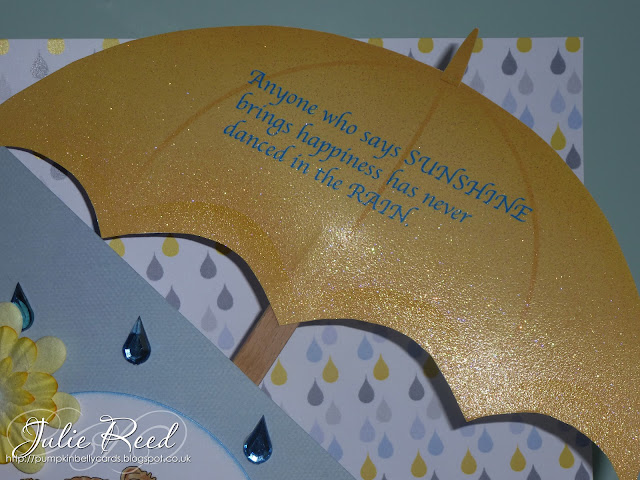 Anyone who says SUNSHINE
brings happiness has never
danced in the RAIN.
Julie Reed
http://pumpkinbellycards.blogspot.co.uk